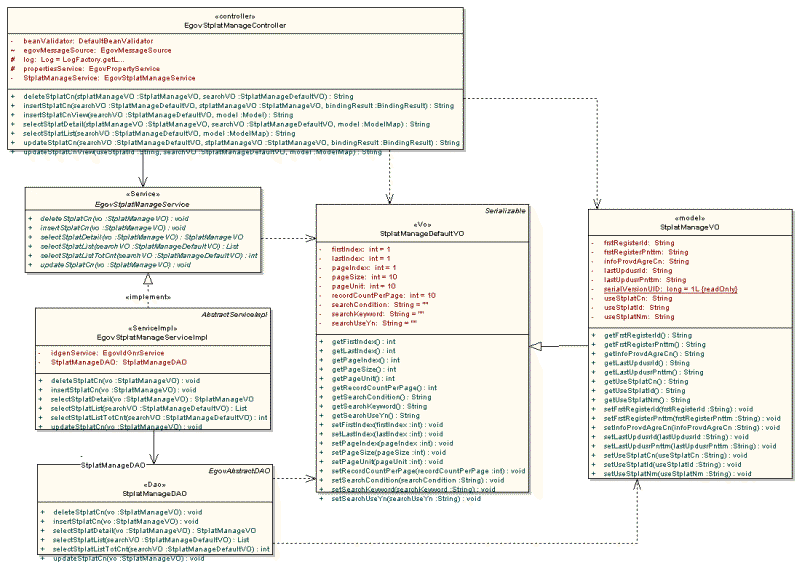 «controller»
EgovStplatManageController
- beanValidator: DefaultBeanValidator
~ egovMessageSource: EgovMessageSource
# log: Log = LogFactory.getL...
# propertiesService: EgovPropertyService
- StplatManageService: EgovStplatManageService
+ deleteStplatCn(stplatManageVO :StplatManageVO, searchVO :StplatManageDefaultVO) : String
+ insertStplatCn(searchVO :StplatManageDefaultVO, stplatManageVO :StplatManageVO, bindingResult :BindingResult) : String
+ insertStplatCnView(searchVO :StplatManageDefaultVO, model :Model) : String
+ selectStplatDetail(stplatManageVO :StplatManageVO, searchVO :StplatManageDefaultVO, model :ModelMap) : String
+ selectStplatList(searchVO :StplatManageDefaultVO, model :ModelMap) : String
+ updateStplatCn(searchVO :StplatManageDefaultVO, stplatManageVO :StplatManageVO, bindingResult :BindingResult) : String
+ updateStplatCnView(useStplatId :String, searchVO :StplatManageDefaultVO, model :ModelMap) : String
«Service»
EgovStplatManageService
+ deleteStplatCn(vo :StplatManageVO) : void
+ insertStplatCn(vo :StplatManageVO) : void
+ selectStplatDetail(vo :StplatManageVO) : StplatManageVO
+ selectStplatList(searchVO :StplatManageDefaultVO) : List
+ selectStplatListTotCnt(searchVO :StplatManageDefaultVO) : int
+ updateStplatCn(vo :StplatManageVO) : void
«implement»
AbstractServiceImpl
«ServiceImpl»
EgovStplatManageServiceImpl
- idgenService: EgovIdGnrService
- StplatManageDAO: StplatManageDAO
+ deleteStplatCn(vo :StplatManageVO) : void
+ insertStplatCn(vo :StplatManageVO) : void
+ selectStplatDetail(vo :StplatManageVO) : StplatManageVO
+ selectStplatList(searchVO :StplatManageDefaultVO) : List
+ selectStplatListTotCnt(searchVO :StplatManageDefaultVO) : int
+ updateStplatCn(vo :StplatManageVO) : void
-StplatManageDAO
EgovAbstractDAO
«Dao»
StplatManageDAO
+ deleteStplatCn(vo :StplatManageVO) : void
+ insertStplatCn(vo :StplatManageVO) : void
+ selectStplatDetail(vo :StplatManageVO) : StplatManageVO
+ selectStplatList(searchVO :StplatManageDefaultVO) : List
+ selectStplatListTotCnt(searchVO :StplatManageDefaultVO) : int
+ updateStplatCn(vo :StplatManageVO) : void
Serializable
«Vo»
StplatManageDefaultVO
- firstIndex: int = 1
- lastIndex: int = 1
- pageIndex: int = 1
- pageSize: int = 10
- pageUnit: int = 10
- recordCountPerPage: int = 10
- searchCondition: String = ""
- searchKeyword: String = ""
- searchUseYn: String = ""
+ getFirstIndex() : int
+ getLastIndex() : int
+ getPageIndex() : int
+ getPageSize() : int
+ getPageUnit() : int
+ getRecordCountPerPage() : int
+ getSearchCondition() : String
+ getSearchKeyword() : String
+ getSearchUseYn() : String
+ setFirstIndex(firstIndex :int) : void
+ setLastIndex(lastIndex :int) : void
+ setPageIndex(pageIndex :int) : void
+ setPageSize(pageSize :int) : void
+ setPageUnit(pageUnit :int) : void
+ setRecordCountPerPage(recordCountPerPage :int) : void
+ setSearchCondition(searchCondition :String) : void
+ setSearchKeyword(searchKeyword :String) : void
+ setSearchUseYn(searchUseYn :String) : void
«model»
StplatManageVO
- frstRegisterId: String
- frstRegisterPnttm: String
- infoProvdAgreCn: String
- lastUpdusrId: String
- lastUpdusrPnttm: String
- serialVersionUID: long = 1L {readOnly}
- useStplatCn: String
- useStplatId: String
- useStplatNm: String
+ getFrstRegisterId() : String
+ getFrstRegisterPnttm() : String
+ getInfoProvdAgreCn() : String
+ getLastUpdusrId() : String
+ getLastUpdusrPnttm() : String
+ getUseStplatCn() : String
+ getUseStplatId() : String
+ getUseStplatNm() : String
+ setFrstRegisterId(frstRegisterId :String) : void
+ setFrstRegisterPnttm(frstRegisterPnttm :String) : void
+ setInfoProvdAgreCn(infoProvdAgreCn :String) : void
+ setLastUpdusrId(lastUpdusrId :String) : void
+ setLastUpdusrPnttm(lastUpdusrPnttm :String) : void
+ setUseStplatCn(useStplatCn :String) : void
+ setUseStplatId(useStplatId :String) : void
+ setUseStplatNm(useStplatNm :String) : void